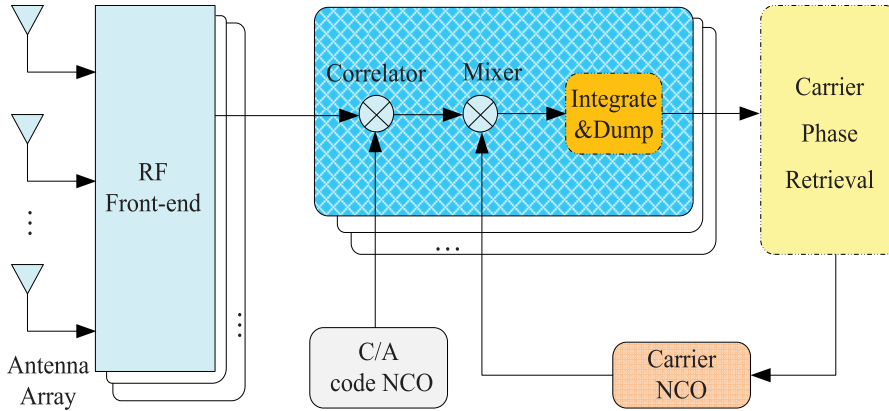 Antenna
Array
RF
Front-end
Correlator
Mixer
Integrate
&Dump
Carrier
Phase
Retrieval
C/A
code NCO
Carrier
NCO